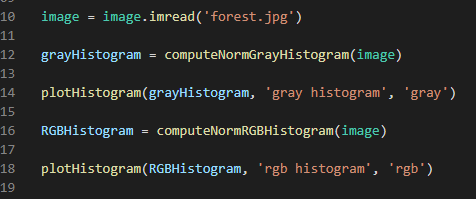 10 image = image.imread('forest.jpg')
11
12 grayHistogram = computeNormGrayHistogram(image)
13
14 plotHistogram(grayHistogram, 'gray histogram', 'gray')
15
16 RGBHistogram = computeNormRGBHistogram(image)
17
18 plotHistogram(RGBHistogram, 'rgb histogram', 'rgb')
19